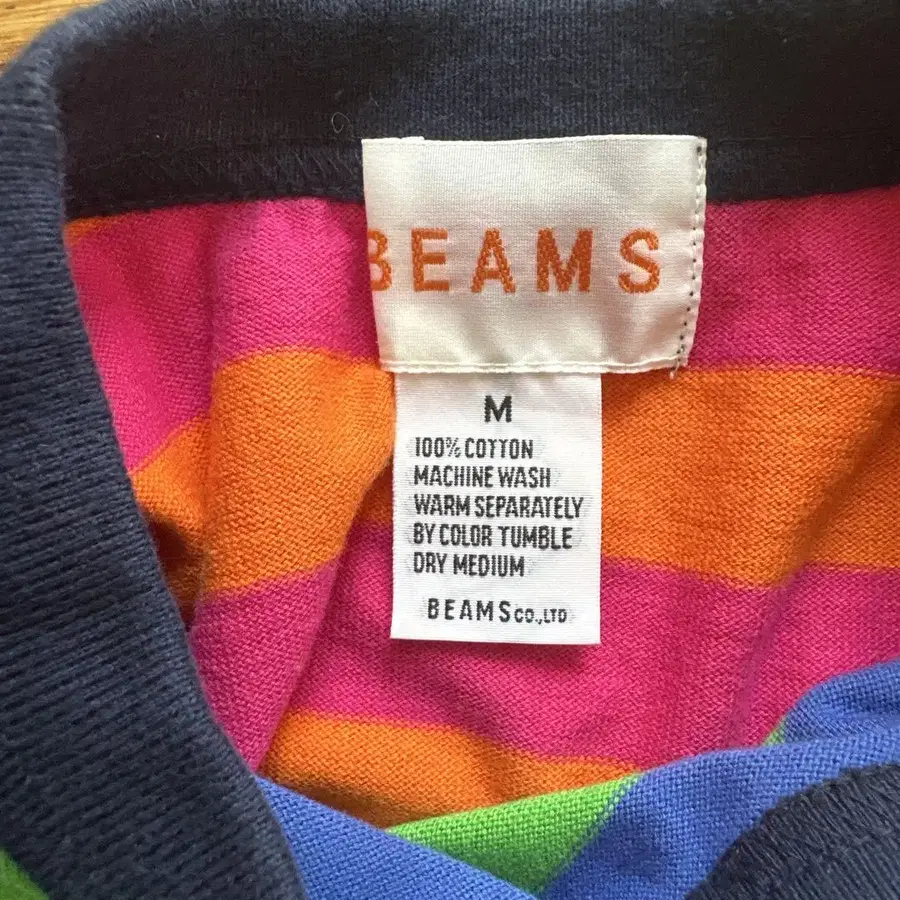 BEAMS
M
100% COTTON
MACHINE WASH
WARM SEPARATELY
BY COLOR TUMBLE
DRY MEDIUM
BEAMS CO.,LTD